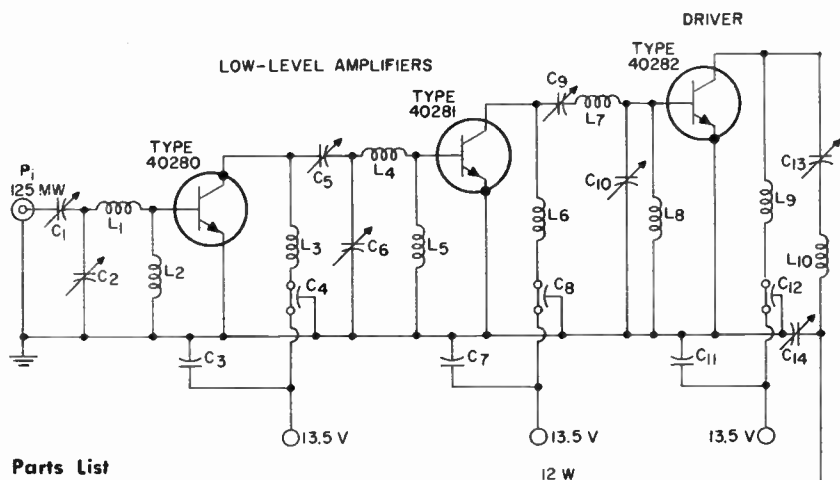 DRIVER
LOW-LEVEL AMPLIFIERS
TYPE
40280
TYPE
40281
TYPE
40282
Pi
125 MW
C1
C2
L1
L2
C3
L3
C4
C5
C6
L4
L5
C7
L6
C8
C9
L7
C10
L8
C11
L9
C12
C13
L10
C14
13.5 V
13.5 V
13.5 V
Parts List
12 W